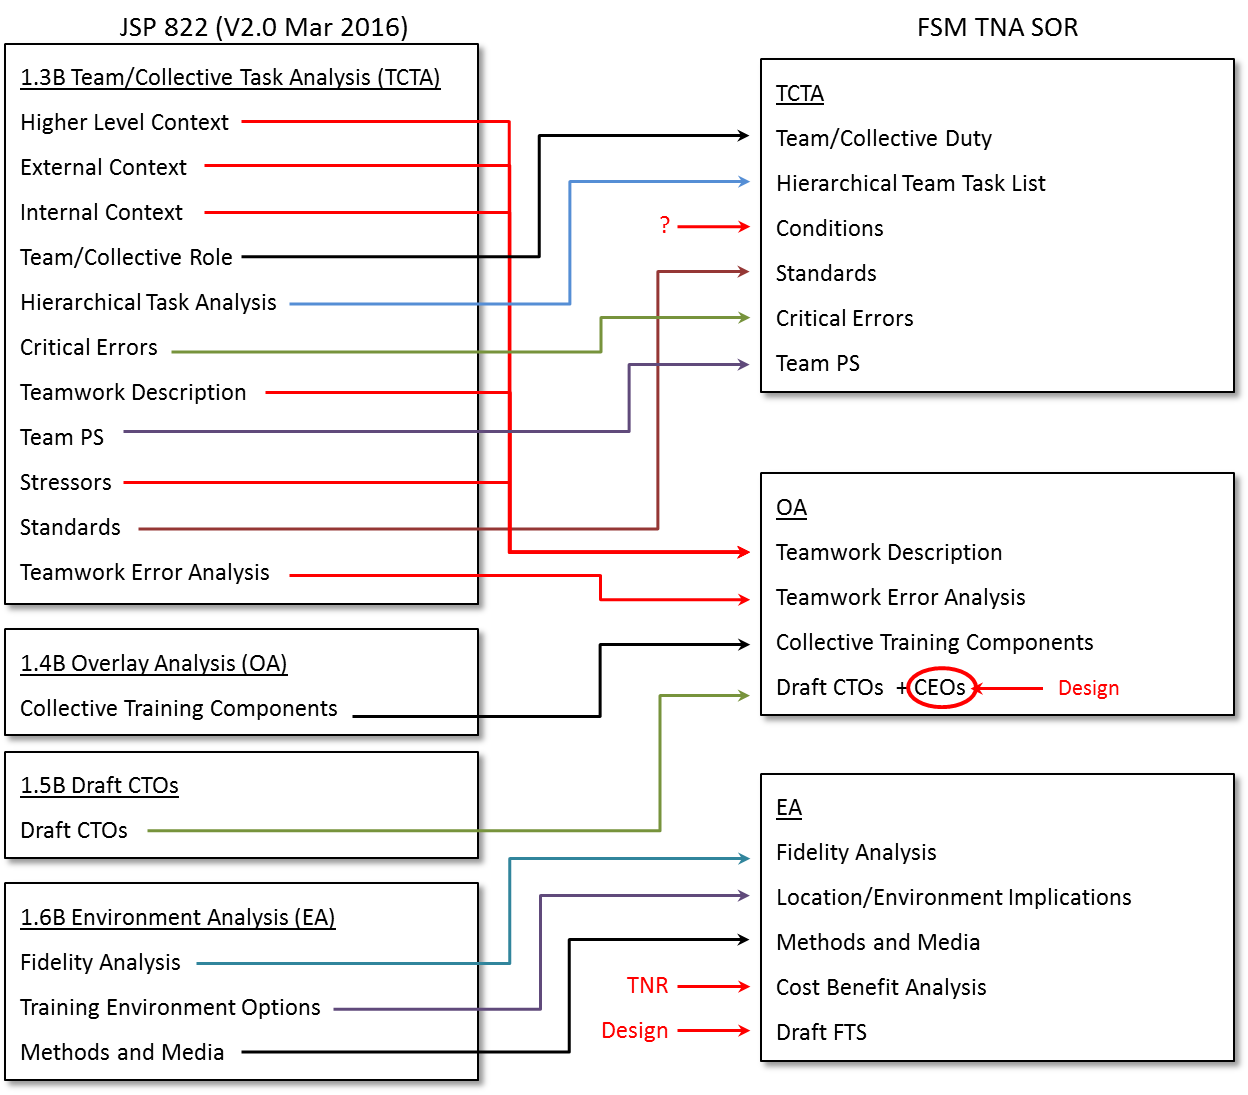 JSP 822 (V2.0 Mar 2016)
1.3B Team/Collective Task Analysis (TCTA)
Higher Level Context
External Context
Internal Context
Team/Collective Role
Hierarchical Task Analysis
Critical Errors
Teamwork Description
Team PS
Stressors
Standards
Teamwork Error Analysis
1.4B Overlay Analysis (OA)
Collective Training Components
1.5B Draft CTOs
Draft CTOs
1.6B Environment Analysis (EA)
Fidelity Analysis
Training Environment Options
Methods and Media
FSM TNA SOR
TCTA
Team/Collective Duty
Hierarchical Team Task List
?
Conditions
Standards
Critical Errors
Team PS
OA
Teamwork Description
Teamwork Error Analysis
Collective Training Components
Draft CTOs + CEOs
Design
EA
Fidelity Analysis
Location/Environment Implications
Methods and Media
TNR
Cost Benefit Analysis
Design
Draft FTS